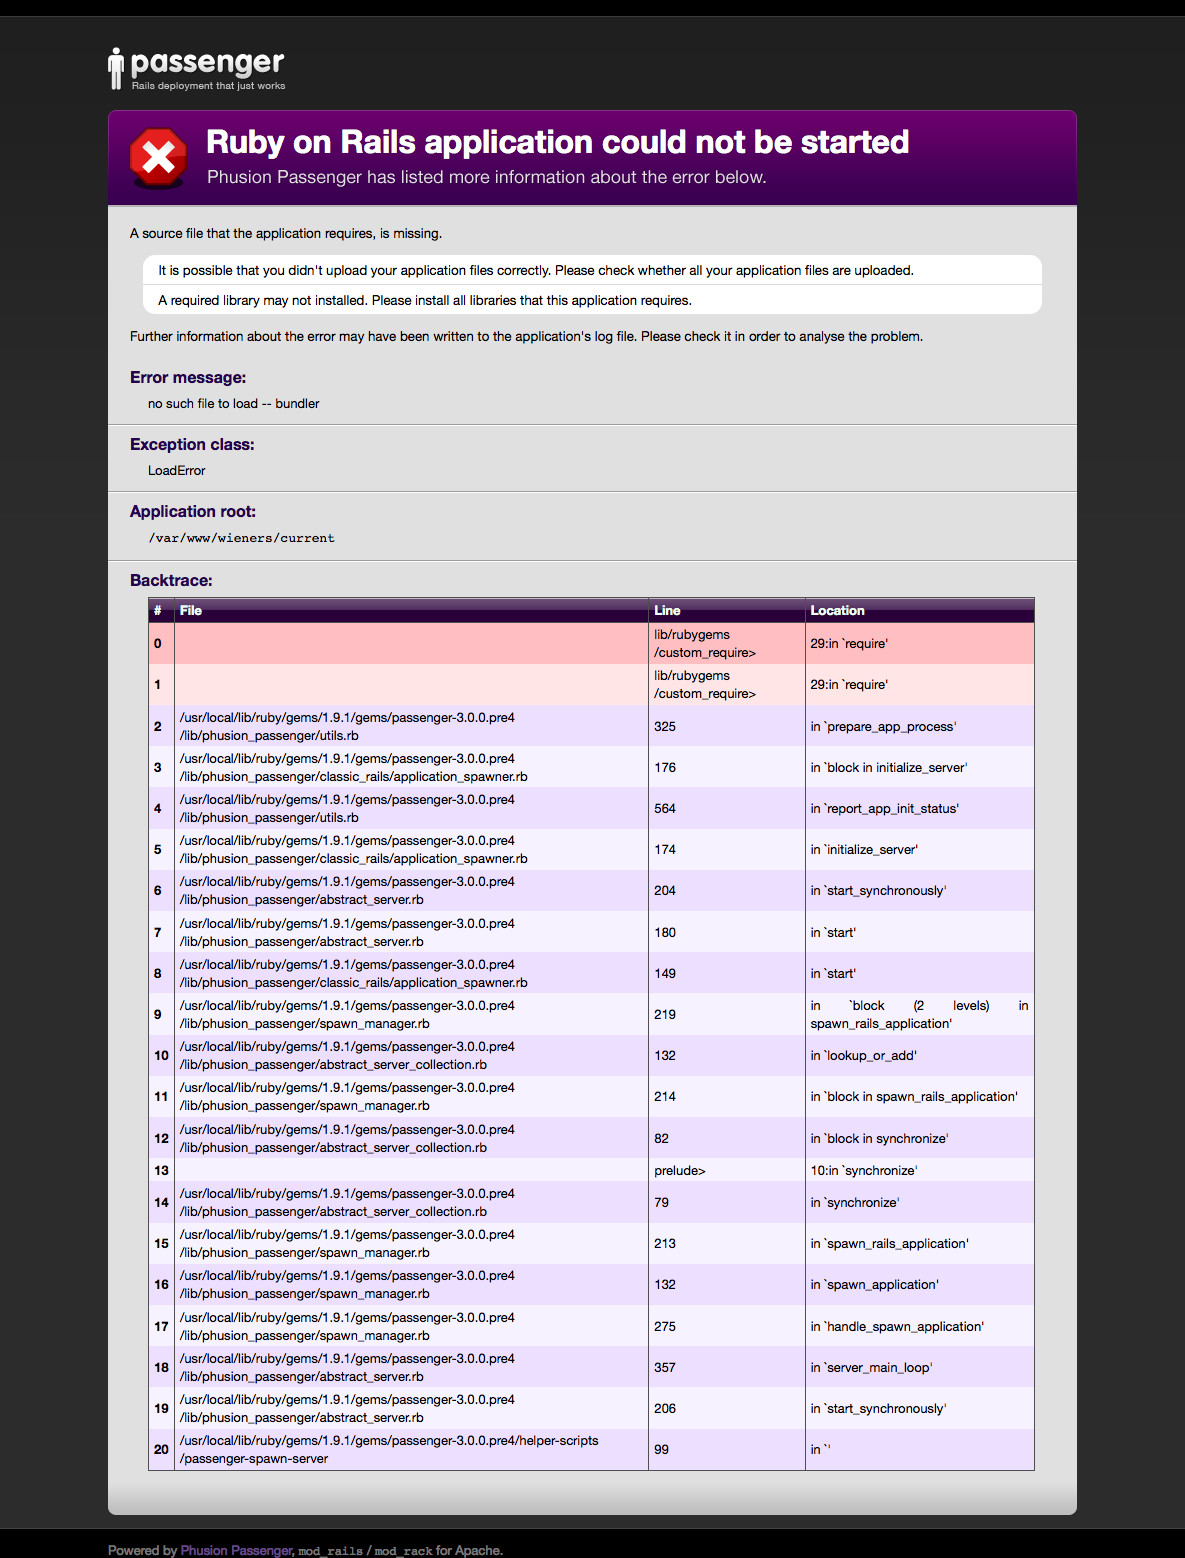 passenger
Rails deployment that just works
Ruby on Rails application could not be started
Phusion Passenger has listed more information about the error below.
A source file that the application requires, is missing.
It is possible that you didn't upload your application files correctly. Please check whether all your application files are uploaded.
A required library may not installed. Please install all libraries that this application requires.
Further information about the error may have been written to the application's log file. Please check it in order to analyse the problem.
Error message:
no such file to load -- bundler
Exception class:
LoadError
Application root:
/var/www/wieners/current
Backtrace:
# File Line Location
0 lib/rubygems
/custom_require> 29:in `require'
1 lib/rubygems
/custom_require> 29:in `require'
2 /usr/local/lib/ruby/gems/1.9.1/gems/passenger-3.0.0.pre4
/lib/phusion_passenger/utils.rb 325 in `prepare_app_process'
3 /usr/local/lib/ruby/gems/1.9.1/gems/passenger-3.0.0.pre4
/lib/phusion_passenger/classic_rails/application_spawner.rb 176 in `block in initialize_server'
4 /usr/local/lib/ruby/gems/1.9.1/gems/passenger-3.0.0.pre4
/lib/phusion_passenger/utils.rb 564 in `report_app_init_status'
5 /usr/local/lib/ruby/gems/1.9.1/gems/passenger-3.0.0.pre4
/lib/phusion_passenger/classic_rails/application_spawner.rb 174 in `initialize_server'
6 /usr/local/lib/ruby/gems/1.9.1/gems/passenger-3.0.0.pre4
/lib/phusion_passenger/abstract_server.rb 204 in `start_synchronously'
7 /usr/local/lib/ruby/gems/1.9.1/gems/passenger-3.0.0.pre4
/lib/phusion_passenger/abstract_server.rb 180 in `start'
8 /usr/local/lib/ruby/gems/1.9.1/gems/passenger-3.0.0.pre4
/lib/phusion_passenger/classic_rails/application_spawner.rb 149 in `start'
9 /usr/local/lib/ruby/gems/1.9.1/gems/passenger-3.0.0.pre4
/lib/phusion_passenger/spawn_manager.rb 219 in `block (2 levels) in
spawn_rails_application'
10 /usr/local/lib/ruby/gems/1.9.1/gems/passenger-3.0.0.pre4
/lib/phusion_passenger/abstract_server_collection.rb 132 in `lookup_or_add'
11 /usr/local/lib/ruby/gems/1.9.1/gems/passenger-3.0.0.pre4
/lib/phusion_passenger/spawn_manager.rb 214 in `block in spawn_rails_application'
12 /usr/local/lib/ruby/gems/1.9.1/gems/passenger-3.0.0.pre4
/lib/phusion_passenger/abstract_server_collection.rb 82 in `block in synchronize'
13 prelude> 10:in `synchronize'
14 /usr/local/lib/ruby/gems/1.9.1/gems/passenger-3.0.0.pre4
/lib/phusion_passenger/abstract_server_collection.rb 79 in `synchronize'
15 /usr/local/lib/ruby/gems/1.9.1/gems/passenger-3.0.0.pre4
/lib/phusion_passenger/spawn_manager.rb 213 in `spawn_rails_application'
16 /usr/local/lib/ruby/gems/1.9.1/gems/passenger-3.0.0.pre4
/lib/phusion_passenger/spawn_manager.rb 132 in `spawn_application'
17 /usr/local/lib/ruby/gems/1.9.1/gems/passenger-3.0.0.pre4
/lib/phusion_passenger/spawn_manager.rb 275 in `handle_spawn_application'
18 /usr/local/lib/ruby/gems/1.9.1/gems/passenger-3.0.0.pre4
/lib/phusion_passenger/abstract_server.rb 357 in `server_main_loop'
19 /usr/local/lib/ruby/gems/1.9.1/gems/passenger-3.0.0.pre4
/lib/phusion_passenger/abstract_server.rb 206 in `start_synchronously'
20 /usr/local/lib/ruby/gems/1.9.1/gems/passenger-3.0.0.pre4/helper-scripts
/passenger-spawn-server 99 in `'
Powered by Phusion Passenger, mod_rails / mod_rack for Apache.